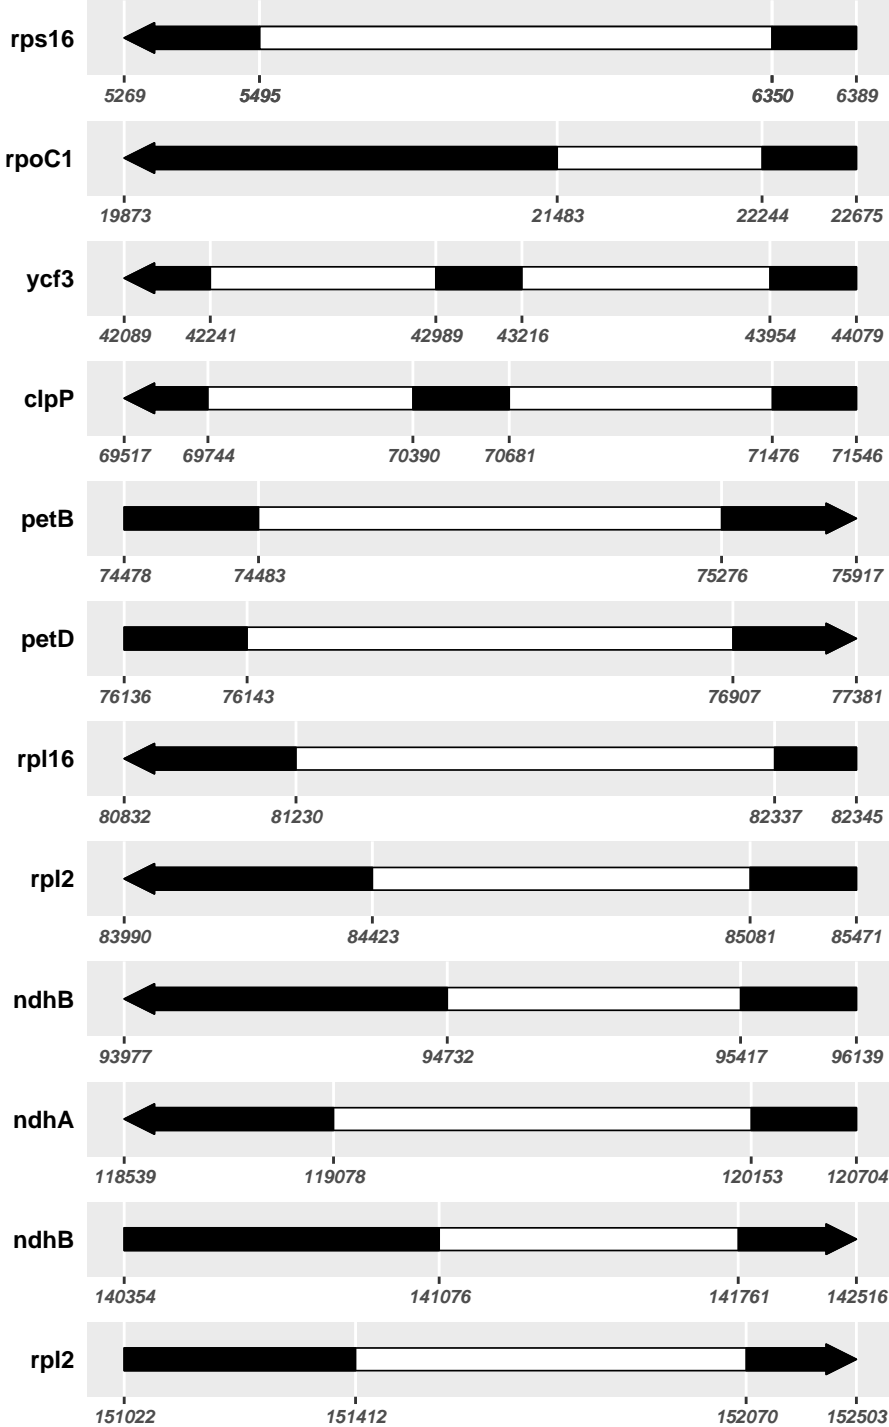 rps16
5269 5495 6350 6389
rpoC1
19873 21483 22244 22675
ycf3
42089 42241 42989 43216 43954 44079
clpP
69517 69744 70390 70681 71476 71546
petB
74478 74483 75276 75917
petD
76136 76143 76907 77381
rpl16
80832 81230 82337 82345
rpl2
83990 84423 85081 85471
ndhB
93977 94732 95417 96139
ndhA
118539 119078 120153 120704
ndhB
140354 141076 141761 142516
rpl2
151022 151412 152070 152503